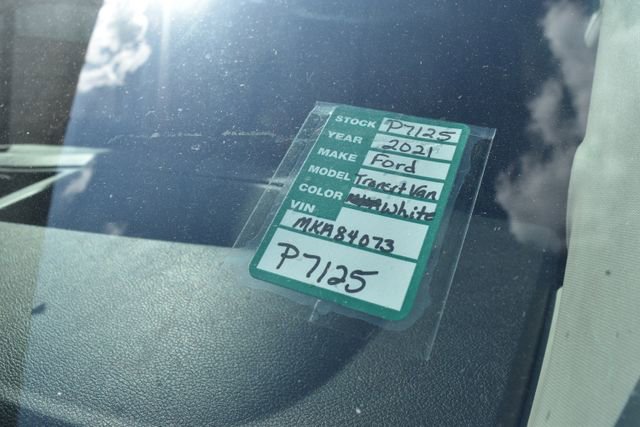 STOCK P7125
YEAR 2021
MAKE Ford
MODEL Transit Van
COLOR White
VIN
MKA84073
P7125